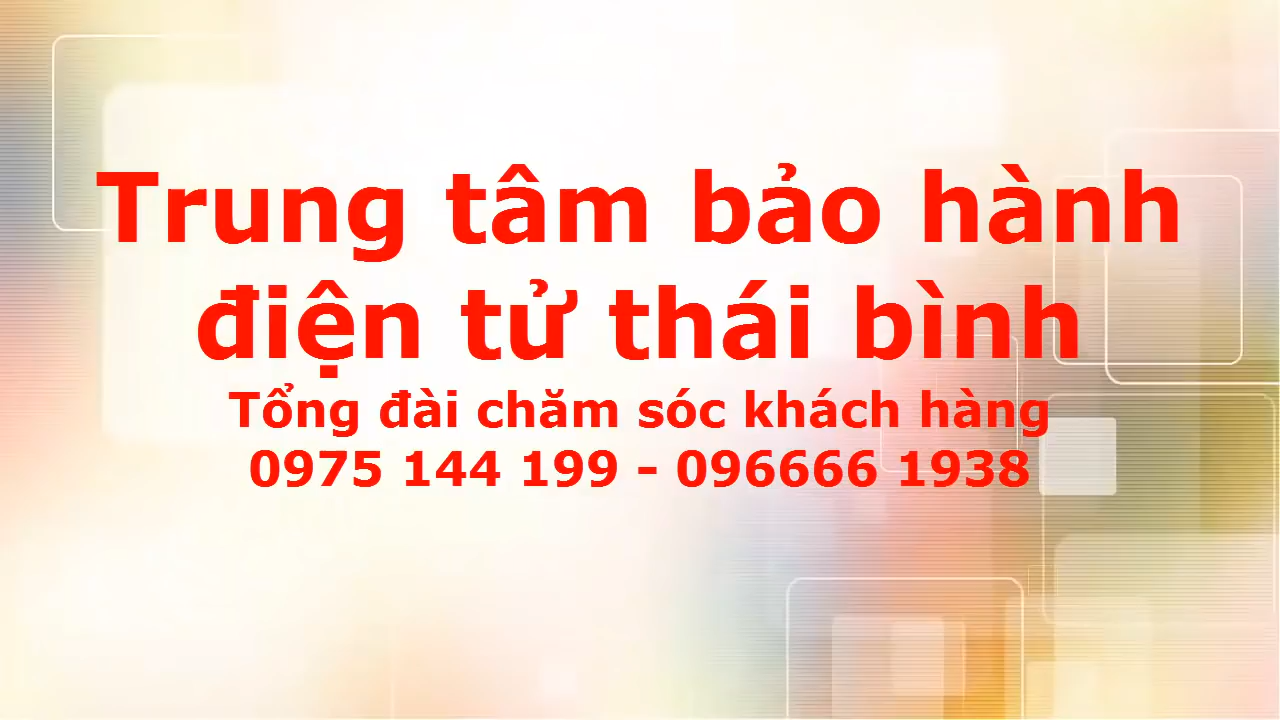 Trung tâm bảo hành
điện tử thái bình
Tổng đài chăm sóc khách hàng
0975 144 199 - 096666 1938